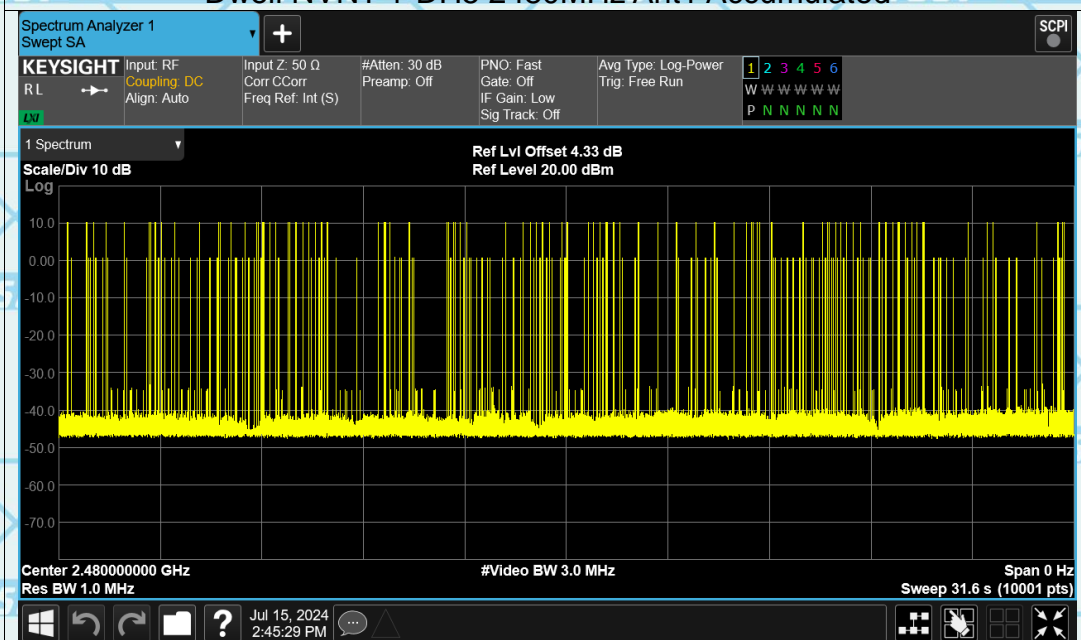 Spectrum Analyzer 1
Swept SA
+
SCPI
KEYSIGHT
RL
LXI
Input: RF
Coupling: DC
Align: Auto
Input Z: 50 Ω
Corr CCorr
Freq Ref: Int (S)
#Atten: 30 dB
Preamp: Off
PNO: Fast
Gate: Off
IF Gain: Low
Sig Track: Off
Avg Type: Log-Power
Trig: Free Run
1 2 3 4 5 6
W W W W W W
P N N N N N
1 Spectrum
Scale/Div 10 dB
Ref Lvl Offset 4.33 dB
Ref Level 20.00 dBm
Log
10.0
0.00
-10.0
-20.0
-30.0
-40.0
-50.0
-60.0
-70.0
Center 2.480000000 GHz
#Video BW 3.0 MHz
Span 0 Hz
Res BW 1.0 MHz
Sweep 31.6 s (10001 pts)
?
Jul 15, 2024
2:45:29 PM